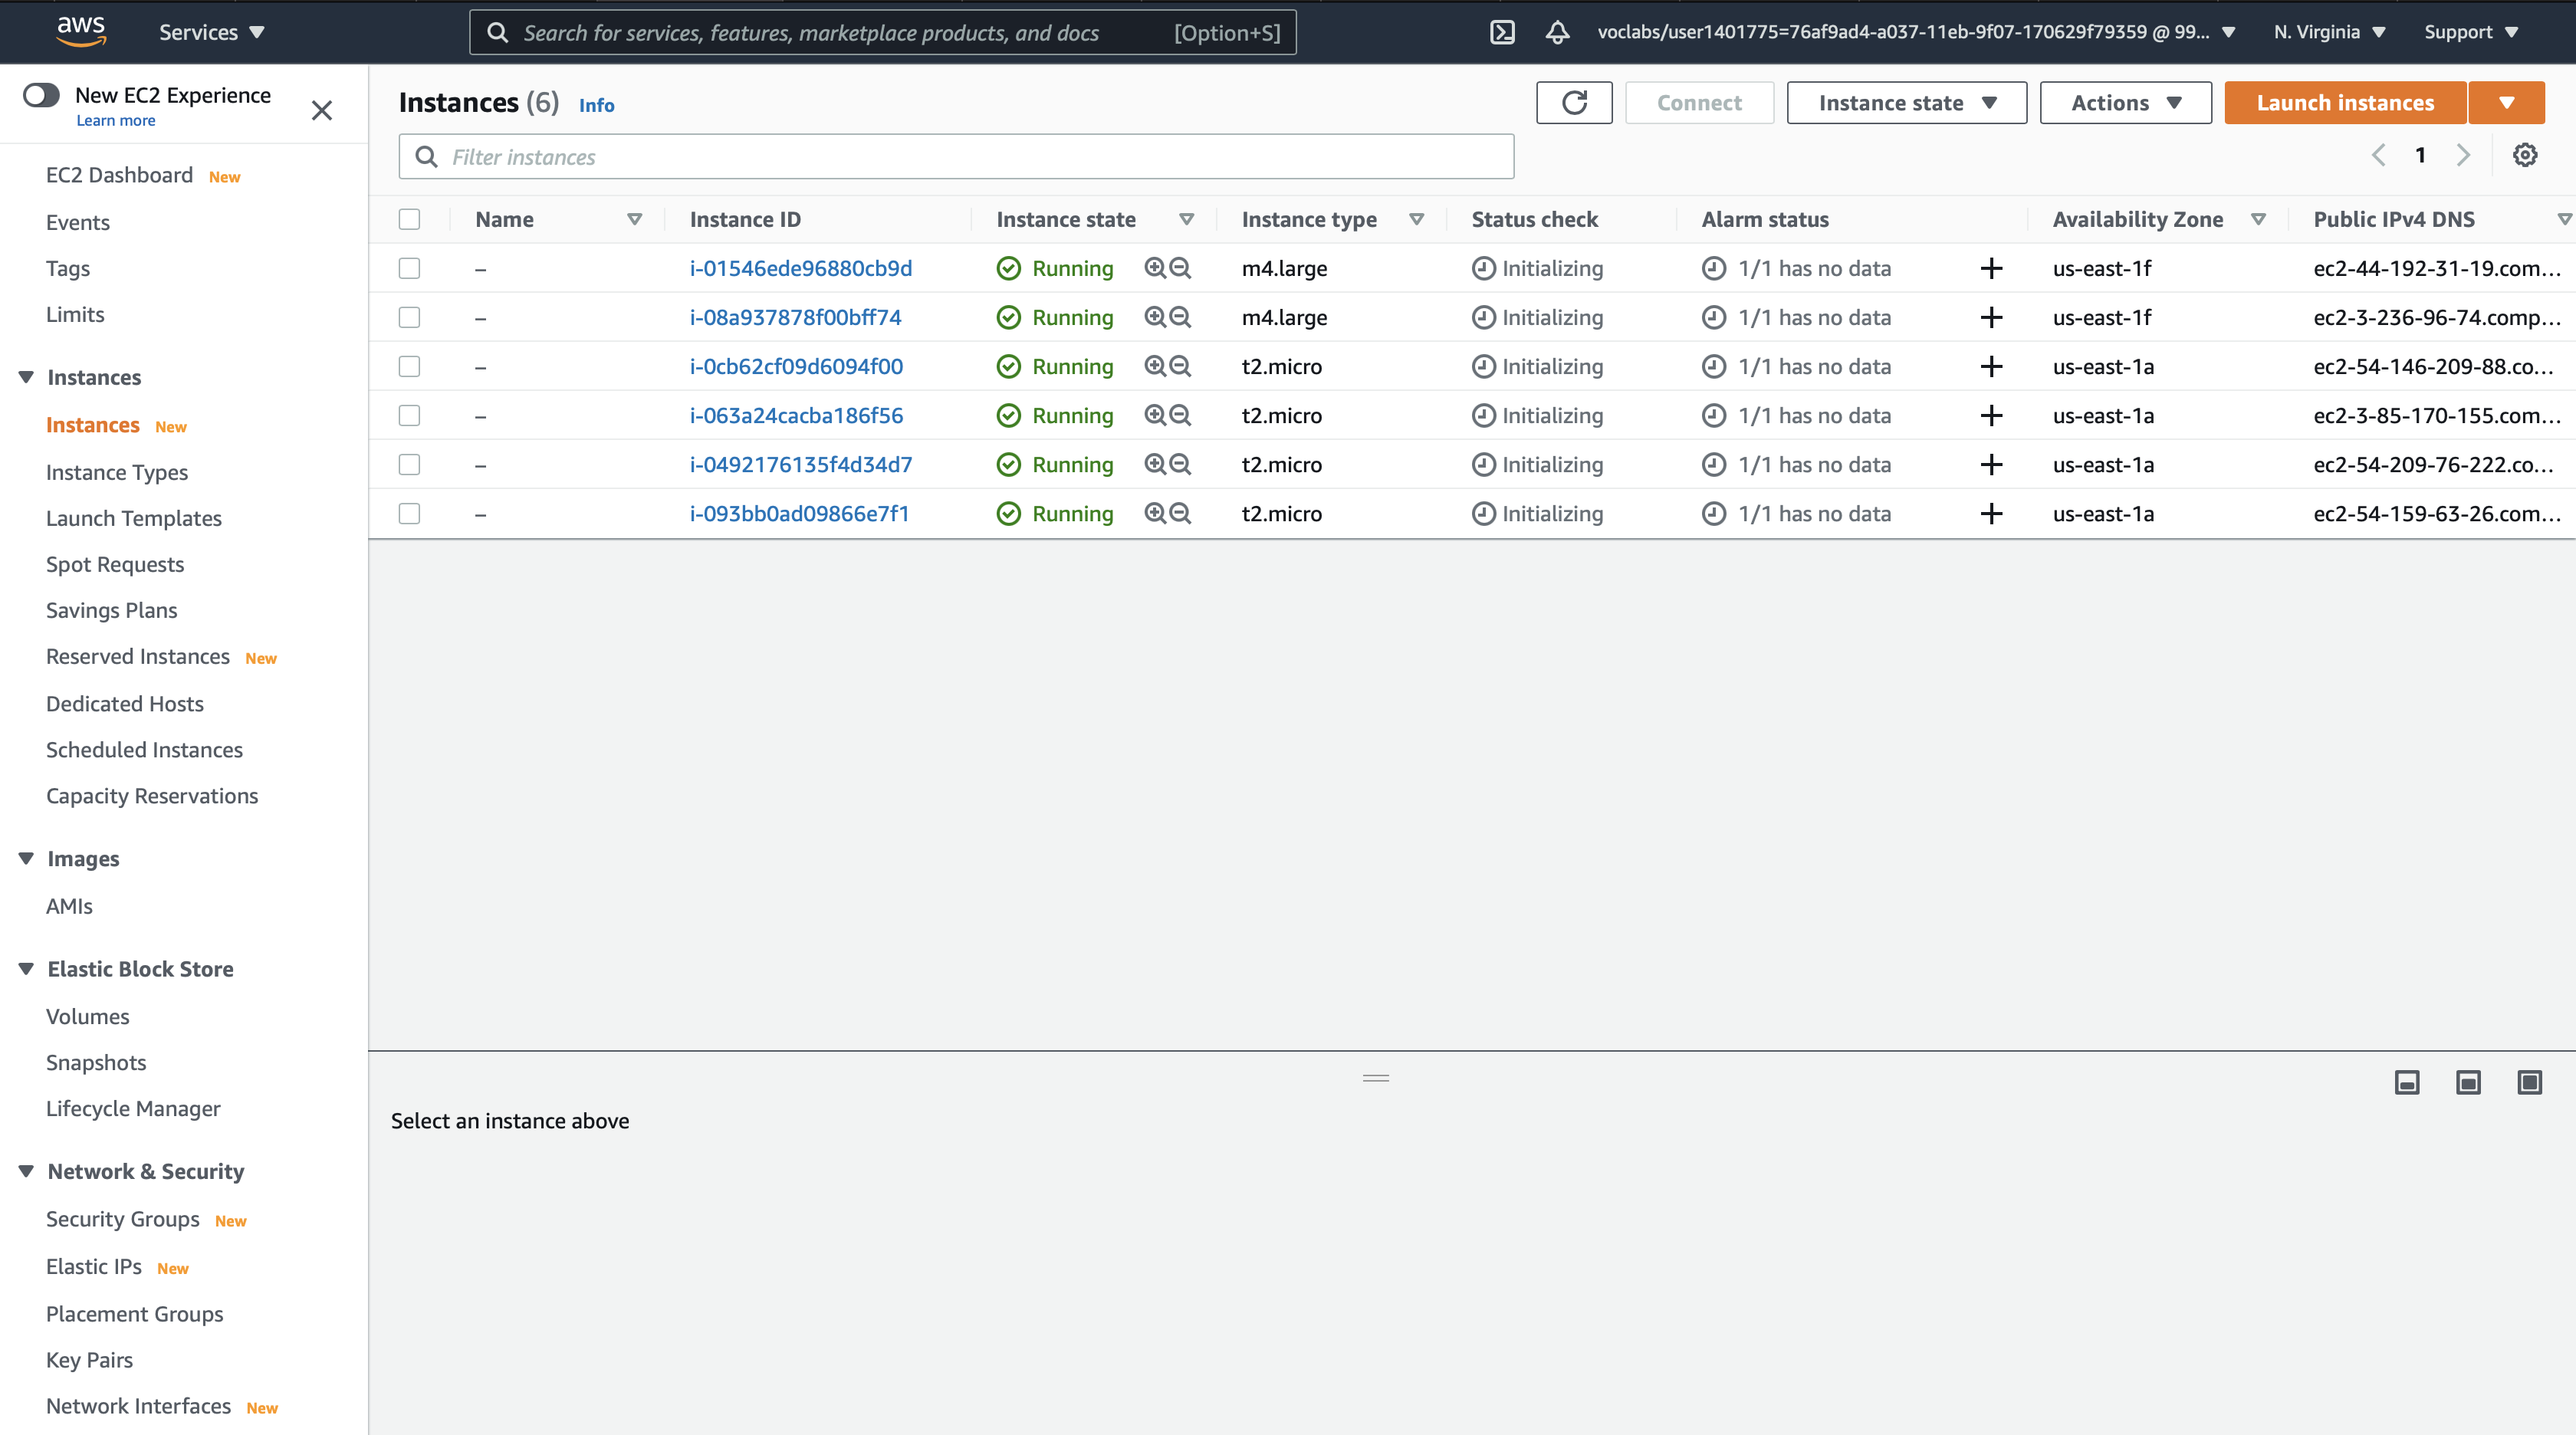 aws Services Search for services, features, marketplace products, and docs [Option+S] voclabs/user1401775=76af9ad4-a037-11eb-9f07-170629f79359 @ 99... N. Virginia Support
New EC2 Experience
Learn more
EC2 Dashboard New
Events
Tags
Limits
Instances
Instances New
Instance Types
Launch Templates
Spot Requests
Savings Plans
Reserved Instances New
Dedicated Hosts
Scheduled Instances
Capacity Reservations
Images
AMIs
Elastic Block Store
Volumes
Snapshots
Lifecycle Manager
Network & Security
Security Groups New
Elastic IPs New
Placement Groups
Key Pairs
Network Interfaces New
Instances (6) Info Connect Instance state Actions Launch instances
Filter instances 1
Name Instance ID Instance state Instance type Status check Alarm status Availability Zone Public IPv4 DNS
– i-01546ede96880cb9d Running m4.large Initializing 1/1 has no data + us-east-1f ec2-44-192-31-19.com...
– i-08a937878f00bff74 Running m4.large Initializing 1/1 has no data + us-east-1f ec2-3-236-96-74.comp...
– i-0cb62cf09d6094f00 Running t2.micro Initializing 1/1 has no data + us-east-1a ec2-54-146-209-88.co...
– i-063a24cacba186f56 Running t2.micro Initializing 1/1 has no data + us-east-1a ec2-3-85-170-155.com...
– i-0492176135f4d34d7 Running t2.micro Initializing 1/1 has no data + us-east-1a ec2-54-209-76-222.co...
– i-093bb0ad09866e7f1 Running t2.micro Initializing 1/1 has no data + us-east-1a ec2-54-159-63-26.com...
Select an instance above